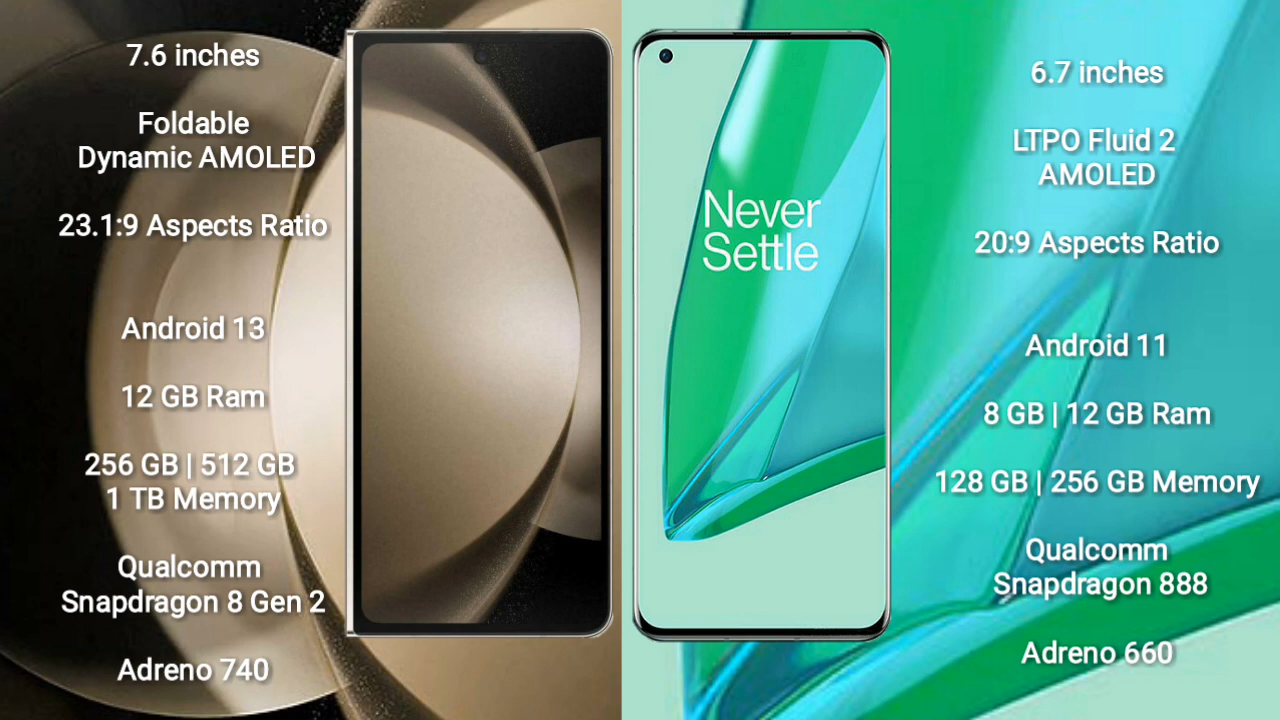 7.6 inches
Foldable
Dynamic AMOLED
23.1:9 Aspects Ratio
Android 13
12 GB Ram
256 GB | 512 GB
1 TB Memory
Qualcomm
Snapdragon 8 Gen 2
Adreno 740
Never
Settle
6.7 inches
LTPO Fluid 2
AMOLED
20:9 Aspects Ratio
Android 11
8 GB | 12 GB Ram
128 GB | 256 GB Memory
Qualcomm
Snapdragon 888
Adreno 660